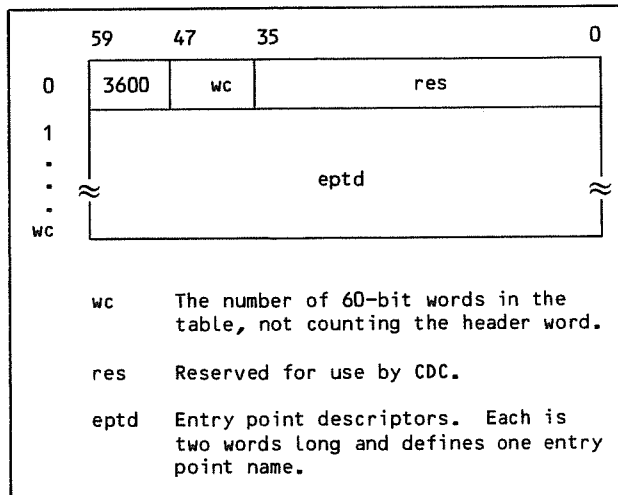 59 47 35 0
0 3600 wc res
1
.
.
.
≈ eptd ≈
wc
wc The number of 60-bit words in the
table, not counting the header word.
res Reserved for use by CDC.
eptd Entry point descriptors. Each is
two words long and defines one entry
point name.